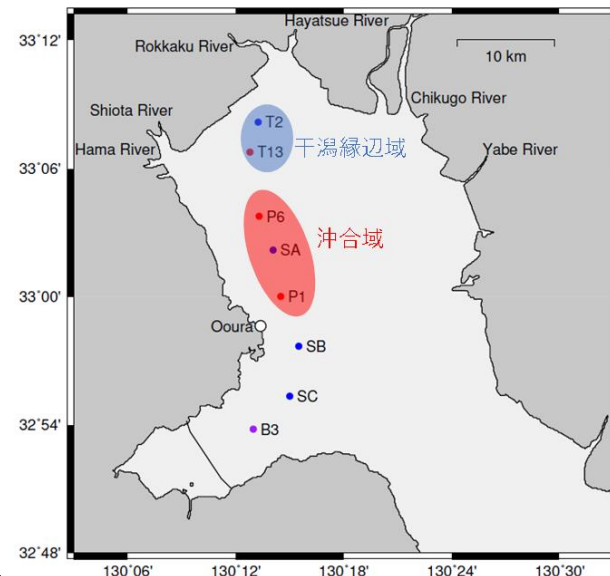 Hayatsue River
33°12'
Rokkaku River
10 km
Chikugo River
Shiota River
T2
干潟縁辺域
Hama River
T13
Yabe River
33°06'
P6
沖合域
SA
33°00'
P1
Ooura
SB
SC
32°54'
B3
32°48'
130°06'
130°12'
130°18'
130°24'
130°30'